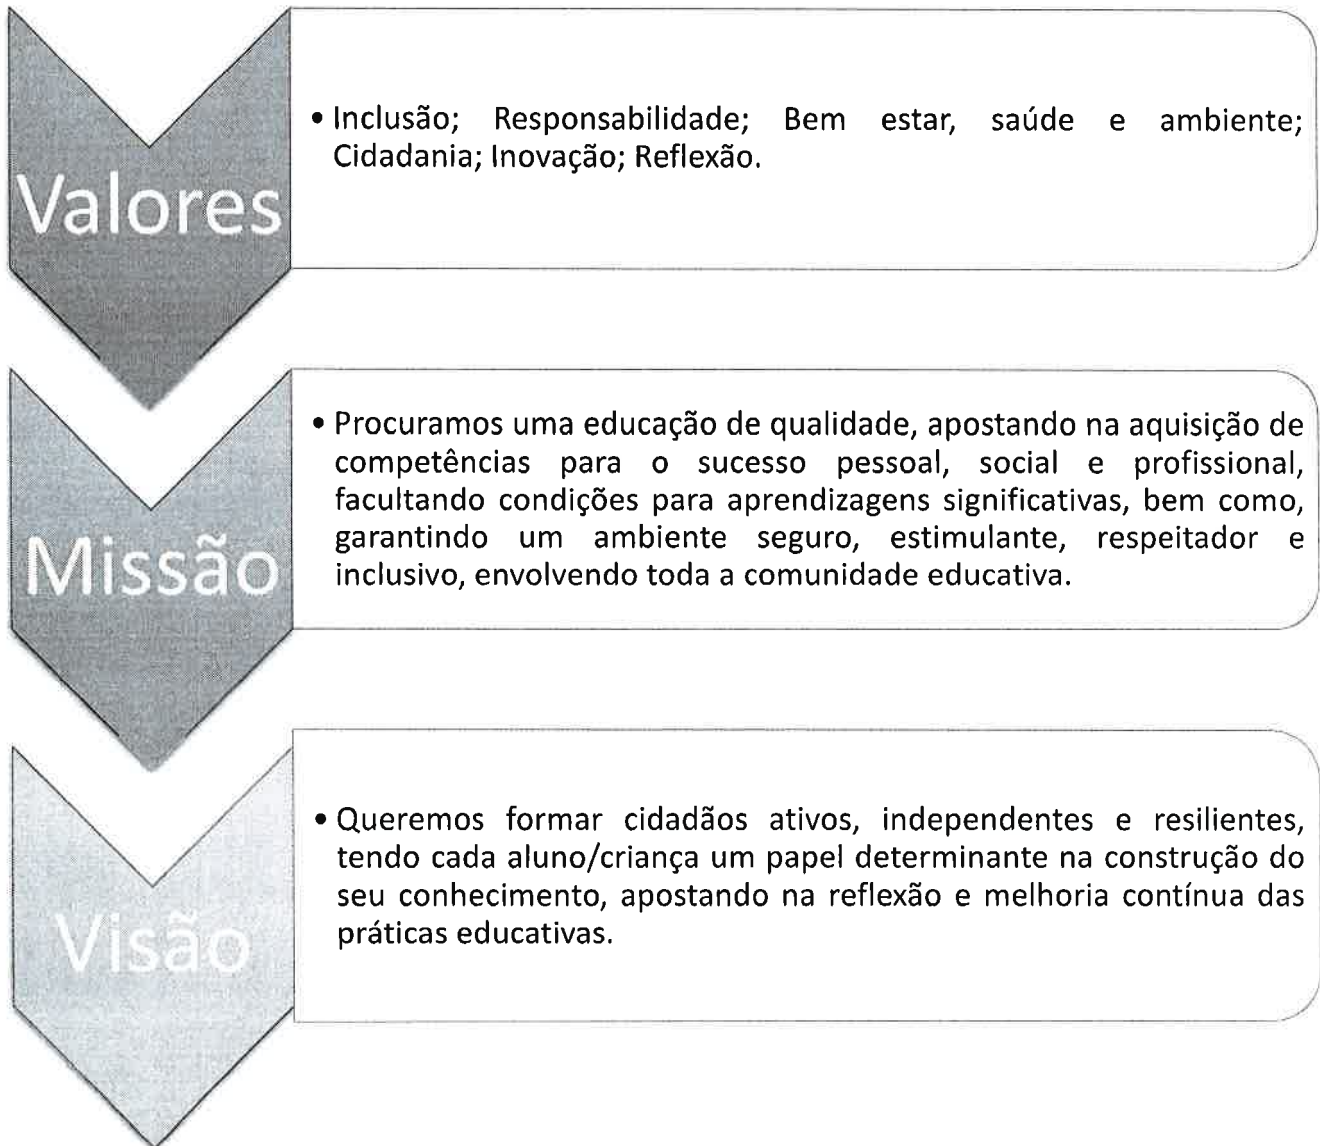 Valores
• Inclusão; Responsabilidade; Bem estar, saúde e ambiente;
Cidadania; Inovação; Reflexão.
Missão
• Procuramos uma educação de qualidade, apostando na aquisição de
competências para o sucesso pessoal, social e profissional,
facultando condições para aprendizagens significativas, bem como,
garantindo um ambiente seguro, estimulante, respeitador e
inclusivo, envolvendo toda a comunidade educativa.
Visão
• Queremos formar cidadãos ativos, independentes e resilientes,
tendo cada aluno/criança um papel determinante na construção do
seu conhecimento, apostando na reflexão e melhoria contínua das
práticas educativas.